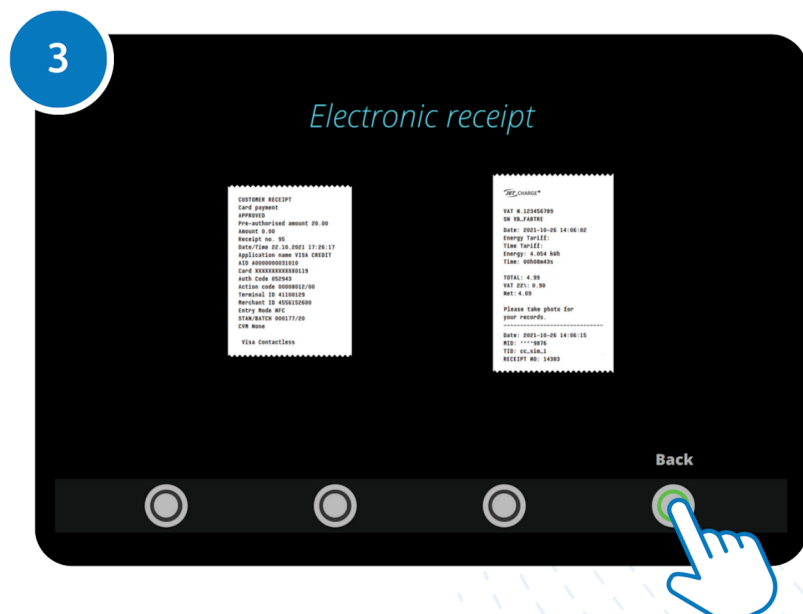 3
Electronic receipt
CUSTOMER RECEIPT
Card payment
APPROVED
Pre-authorised amount 20.00
Amount 0.00
Receipt no. 95
Date/Time 22.10.2021 17:26:17
Application name VISA CREDIT
AID A0000000031010
Card XXXXXXXXXXXX0119
Auth Code 052943
Action code 00008012/00
Terminal ID 41100129
Merchant ID 4556152600
Entry Mode NFC
STAN/BATCH 000177/20
CVM None
Visa Contactless
JET CHARGE
VAT N.123456789
SN VB_FABTRE
Date: 2021-10-26 14:06:02
Energy Tariff:
Time Tariff:
Energy: 4.054 kWh
Time: 00h08m43s
TOTAL: 4.99
VAT 22%: 0.90
Net: 4.09
Please take photo for
your records.
Date: 2021-10-26 14:06:15
MID: ****9876
TID: cc_sim_1
RECEIPT NO: 14303
Back